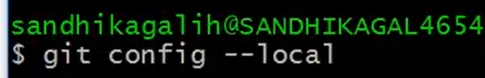 sandhikagalih@SANDHIKAGAL4654
$ git config --local